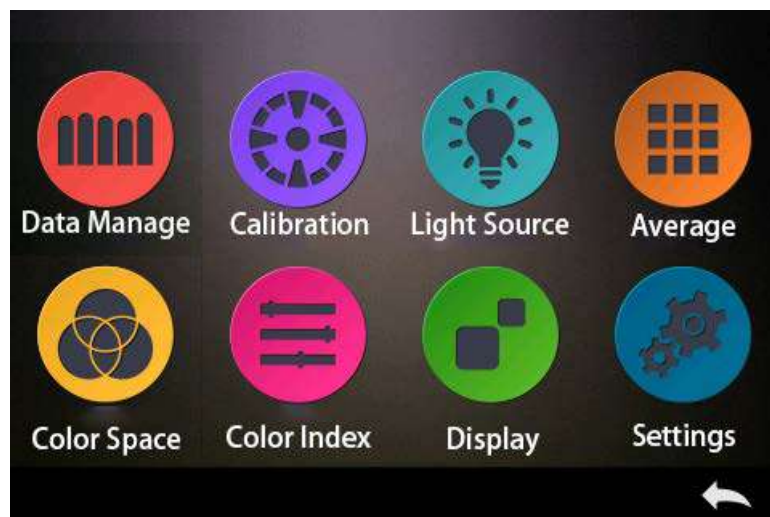 Data Manage
Calibration
Light Source
Average
Color Space
Color Index
Display
Settings